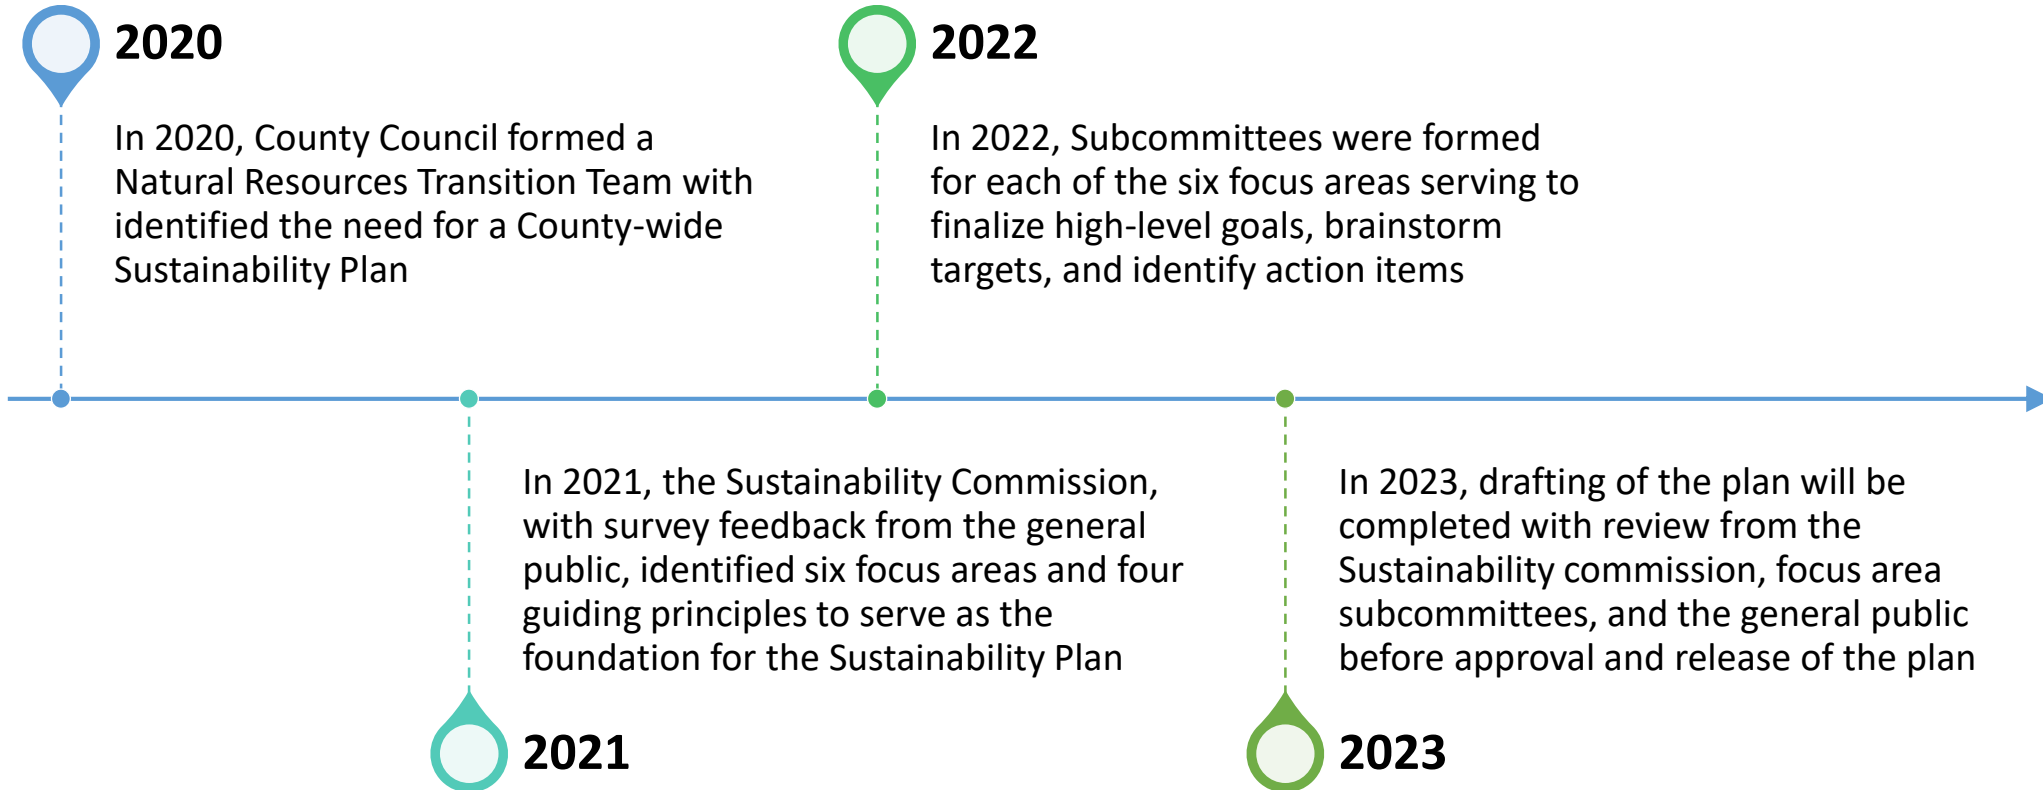 2020
In 2020, County Council formed a
Natural Resources Transition Team with
identified the need for a County-wide
Sustainability Plan
In 2021, the Sustainability Commission,
with survey feedback from the general
public, identified six focus areas and four
guiding principles to serve as the
foundation for the Sustainability Plan
2021
2022
In 2022, Subcommittees were formed
for each of the six focus areas serving to
finalize high-level goals, brainstorm
targets, and identify action items
In 2023, drafting of the plan will be
completed with review from the
Sustainability commission, focus area
subcommittees, and the general public
before approval and release of the plan
2023